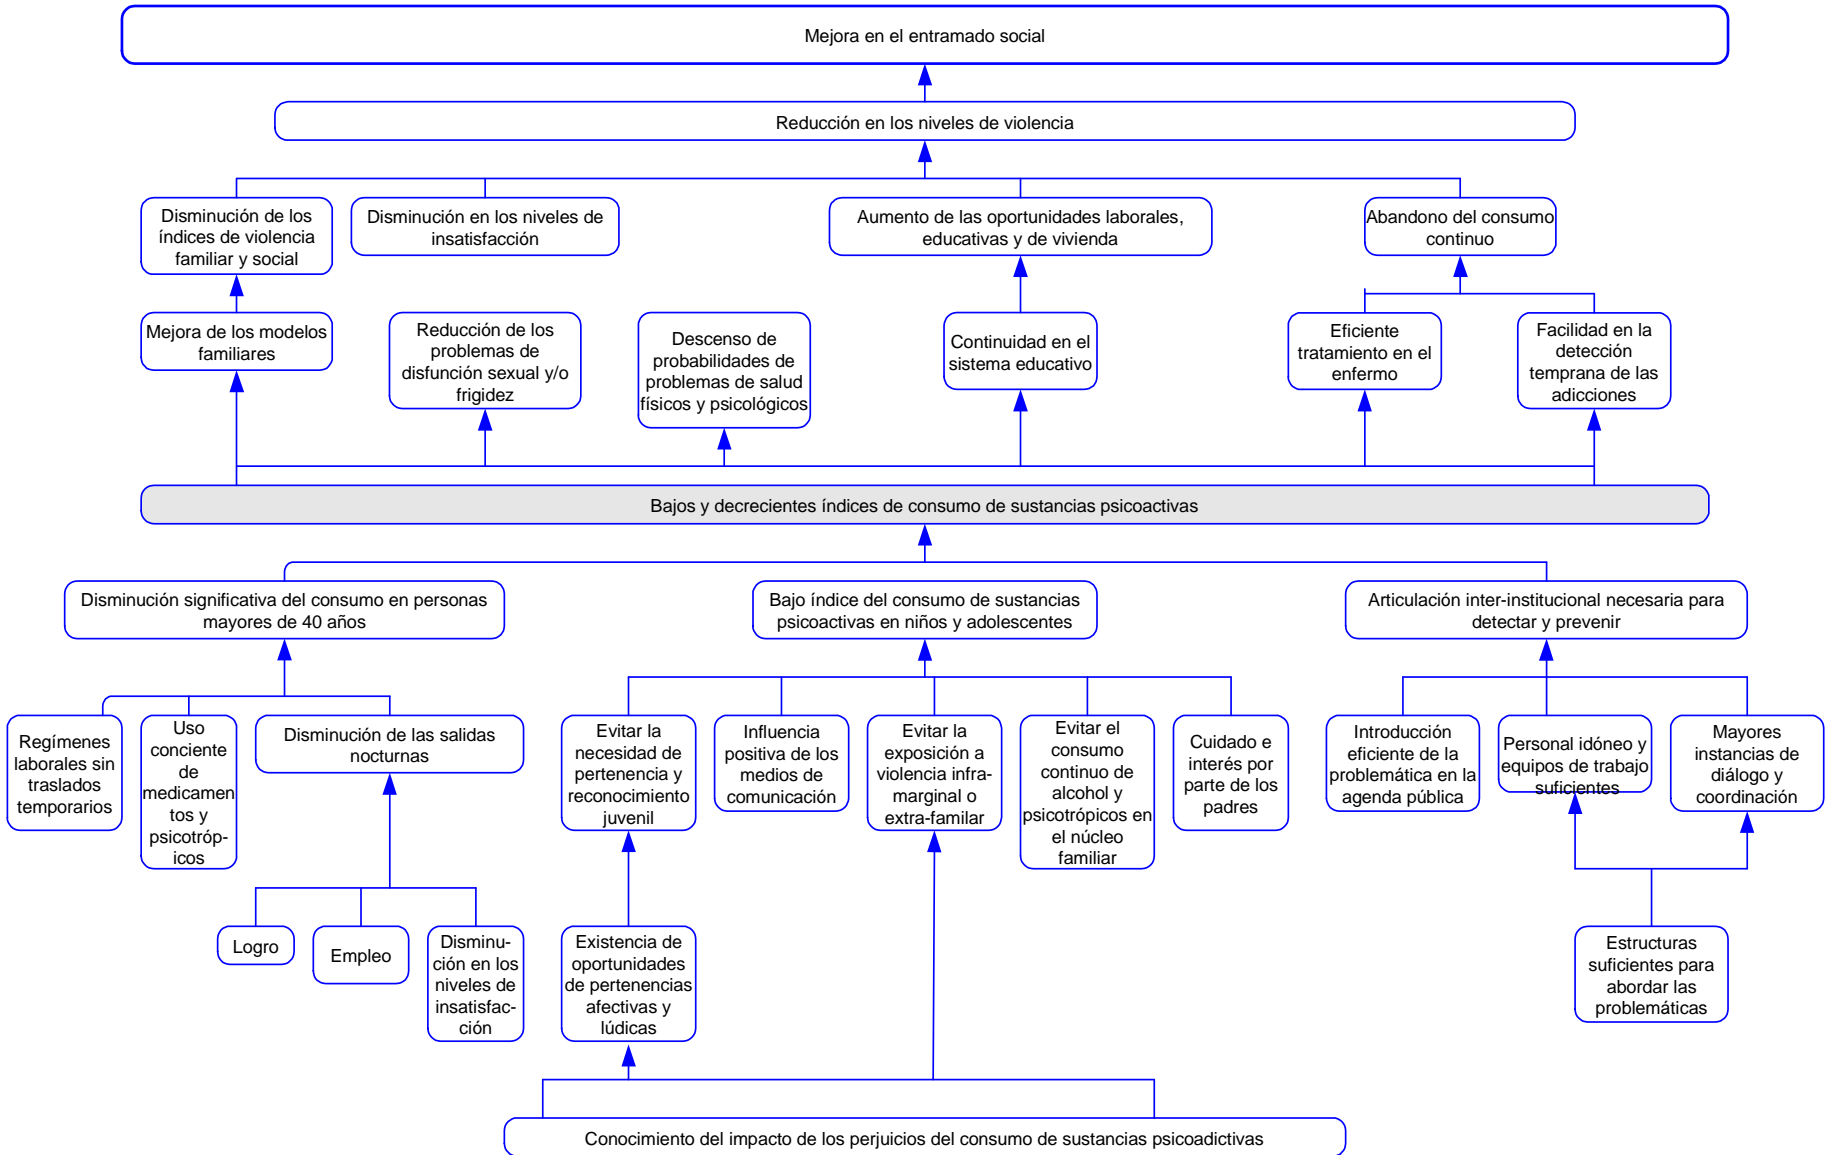 Mejora en el entramado social
Reducción en los niveles de violencia
Disminución de los
índices de violencia
familiar y social
Disminución en los niveles de
insatisfacción
Aumento de las oportunidades laborales,
educativas y de vivienda
Abandono del consumo
continuo
Mejora de los modelos
familiares
Reducción de los
problemas de
disfunción sexual y/o
frigidez
Descenso de
probabilidades de
problemas de salud
físicos y psicológicos
Continuidad en el
sistema educativo
Eficiente
tratamiento en el
enfermo
Facilidad en la
detección
temprana de las
adicciones
Bajos y decrecientes índices de consumo de sustancias psicoactivas
Disminución significativa del consumo en personas
mayores de 40 años
Bajo índice del consumo de sustancias
psicoactivas en niños y adolescentes
Articulación inter-institucional necesaria para
detectar y prevenir
Regímenes
laborales sin
traslados
temporarios
Uso
conciente
de
medicamen
tos y
psicotróp-
icos
Disminución de las salidas
nocturnas
Evitar la
necesidad de
pertenencia y
reconocimiento
juvenil
Influencia
positiva de los
medios de
comunicación
Evitar la
exposición a
violencia infra-
marginal o
extra-familar
Evitar el
consumo
continuo de
alcohol y
psicotrópicos en
el núcleo
familiar
Cuidado e
interés por
parte de los
padres
Introducción
eficiente de la
problemática en la
agenda pública
Personal idóneo y
equipos de trabajo
suficientes
Mayores
instancias de
diálogo y
coordinación
Logro
Empleo
Disminu-
ción en los
niveles de
insatisfac-
ción
Existencia de
oportunidades
de pertenencias
afectivas y
lúdicas
Estructuras
suficientes para
abordar las
problemáticas
Conocimiento del impacto de los perjuicios del consumo de sustancias psicoadictivas